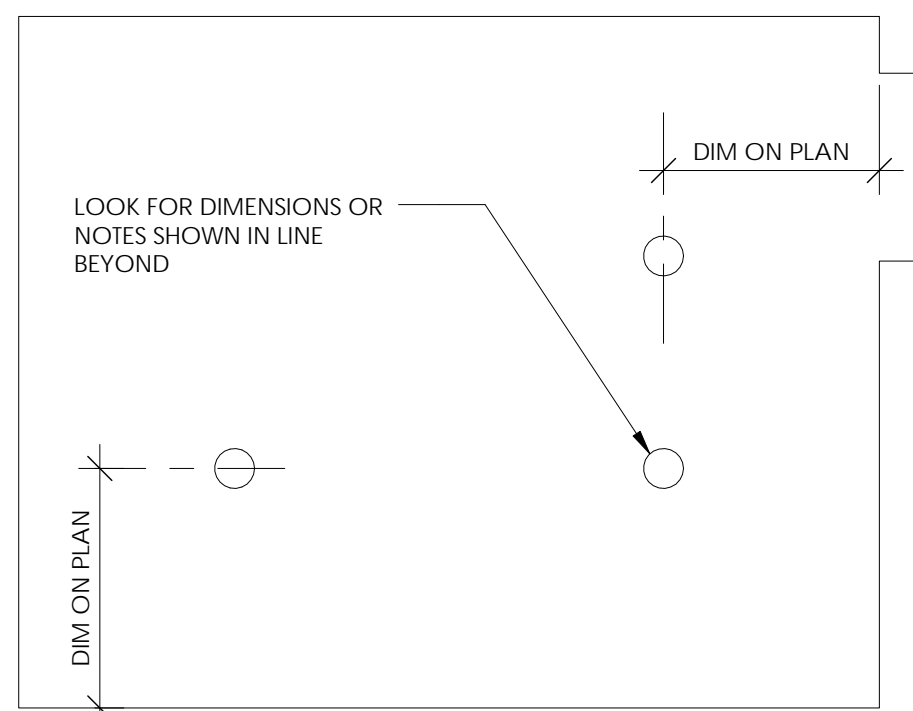 DIM ON PLAN
LOOK FOR DIMENSIONS OR
NOTES SHOWN IN LINE
BEYOND
DIM ON PLAN